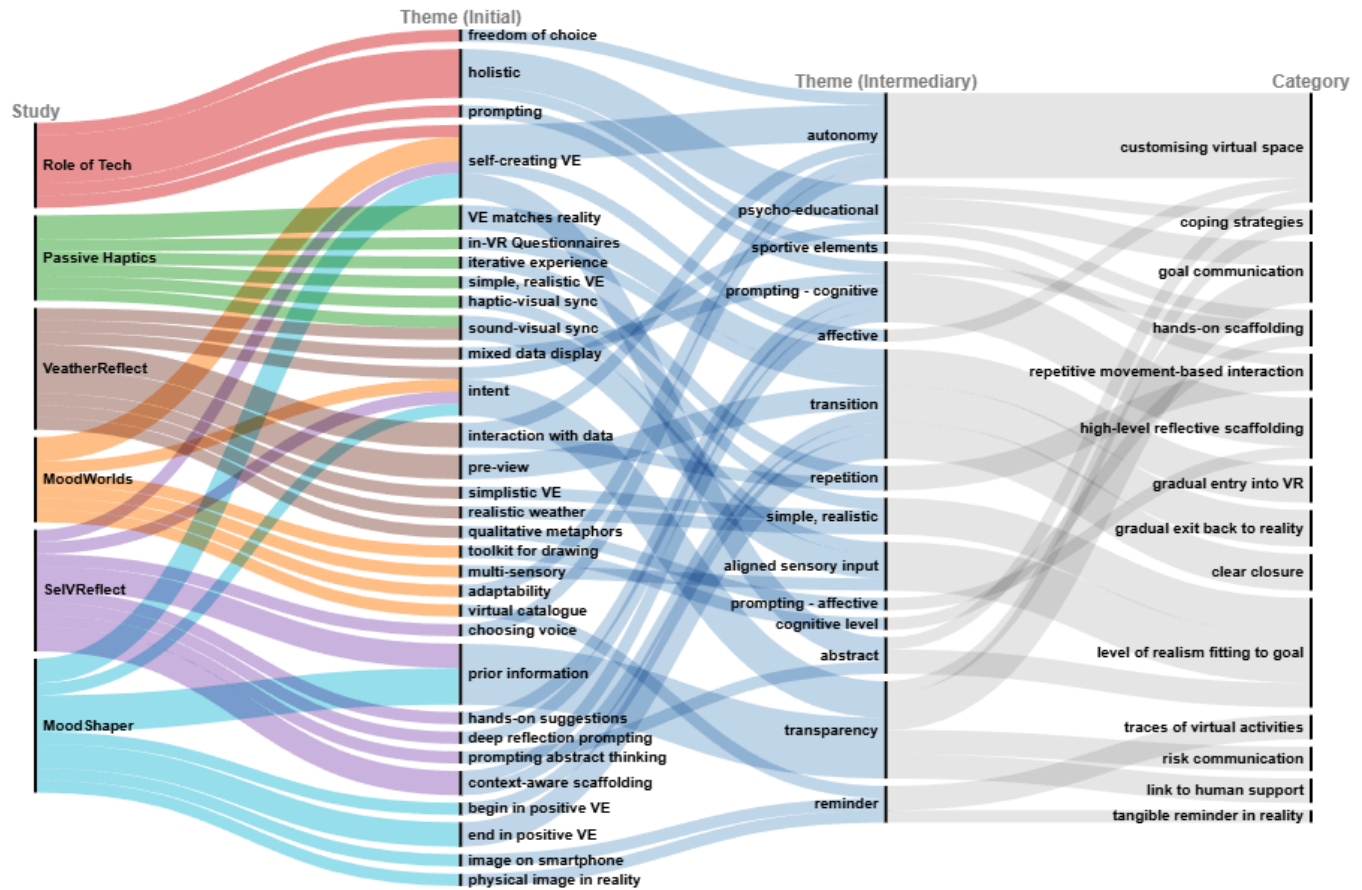 Study
Role of Tech
Passive Haptics
VeatherReflect
MoodWorlds
SelVReflect
MoodShaper
Theme (Initial)
freedom of choice
holistic
prompting
self-creating VE
VE matches reality
in-VR Questionnaires
iterative experience
simple, realistic VE
haptic-visual sync
sound-visual sync
mixed data display
intent
interaction with data
pre-view
simplistic VE
realistic weather
qualitative metaphors
toolkit for drawing
multi-sensory
adaptability
virtual catalogue
choosing voice
prior information
hands-on suggestions
deep reflection prompting
prompting abstract thinking
context-aware scaffolding
begin in positive VE
end in positive VE
image on smartphone
physical image in reality
Theme (Intermediary)
autonomy
psycho-educational
sportive elements
prompting - cognitive
affective
transition
repetition
simple, realistic
aligned sensory input
prompting - affective
cognitive level
abstract
transparency
reminder
Category
customising virtual space
coping strategies
goal communication
hands-on scaffolding
repetitive movement-based interaction
high-level reflective scaffolding
gradual entry into VR
gradual exit back to reality
clear closure
level of realism fitting to goal
traces of virtual activities
risk communication
link to human support
tangible reminder in reality